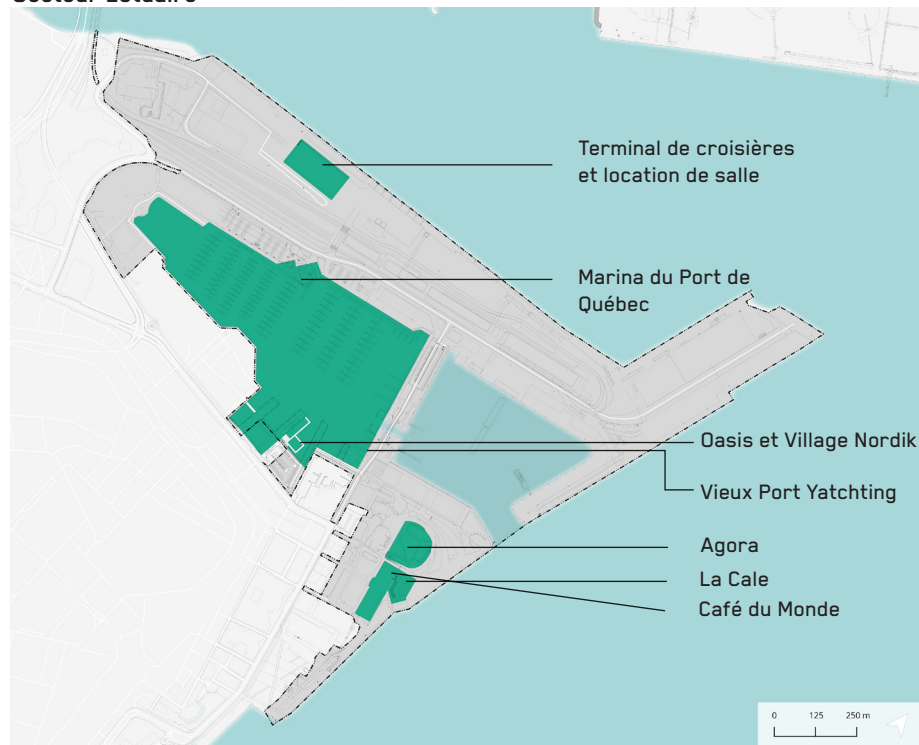 Terminal de croisières
et location de salle
Marina du Port de
Québec
Oasis et Village Nordik
Vieux Port Yatchting
Agora
La Cale
Café du Monde
0 125 250 m